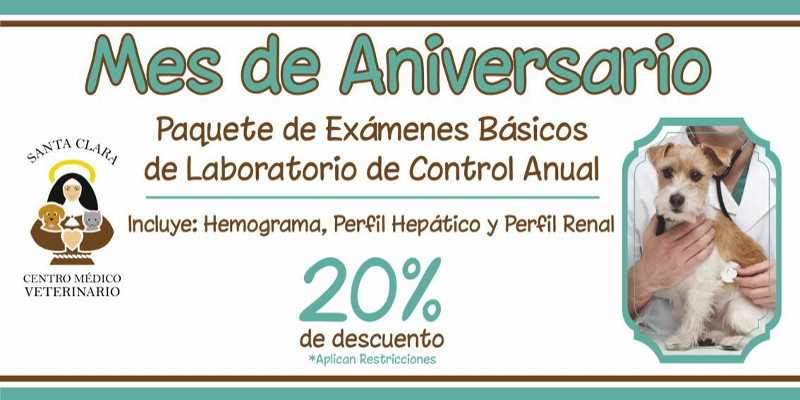 Mes de Aniversario
Paquete de Exámenes Básicos
de Laboratorio de Control Anual
Incluye: Hemograma, Perfil Hepático y Perfil Renal
20%
de descuento
*Aplican Restricciones
SANTA CLARA
CENTRO MÉDICO
VETERINARIO